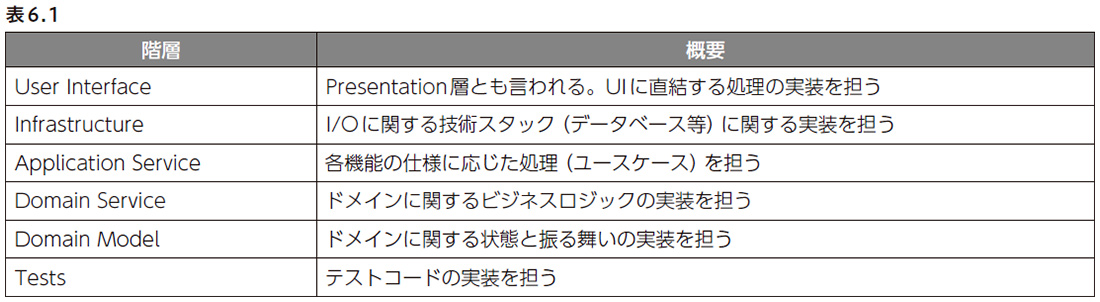 表6.1
階層 概要
User Interface Presentation層とも言われる。UIに直結する処理の実装を担う
Infrastructure I/Oに関する技術スタック（データベース等）に関する実装を担う
Application Service 各機能の仕様に応じた処理（ユースケース）を担う
Domain Service ドメインに関するビジネスロジックの実装を担う
Domain Model ドメインに関する状態と振る舞いの実装を担う
Tests テストコードの実装を担う